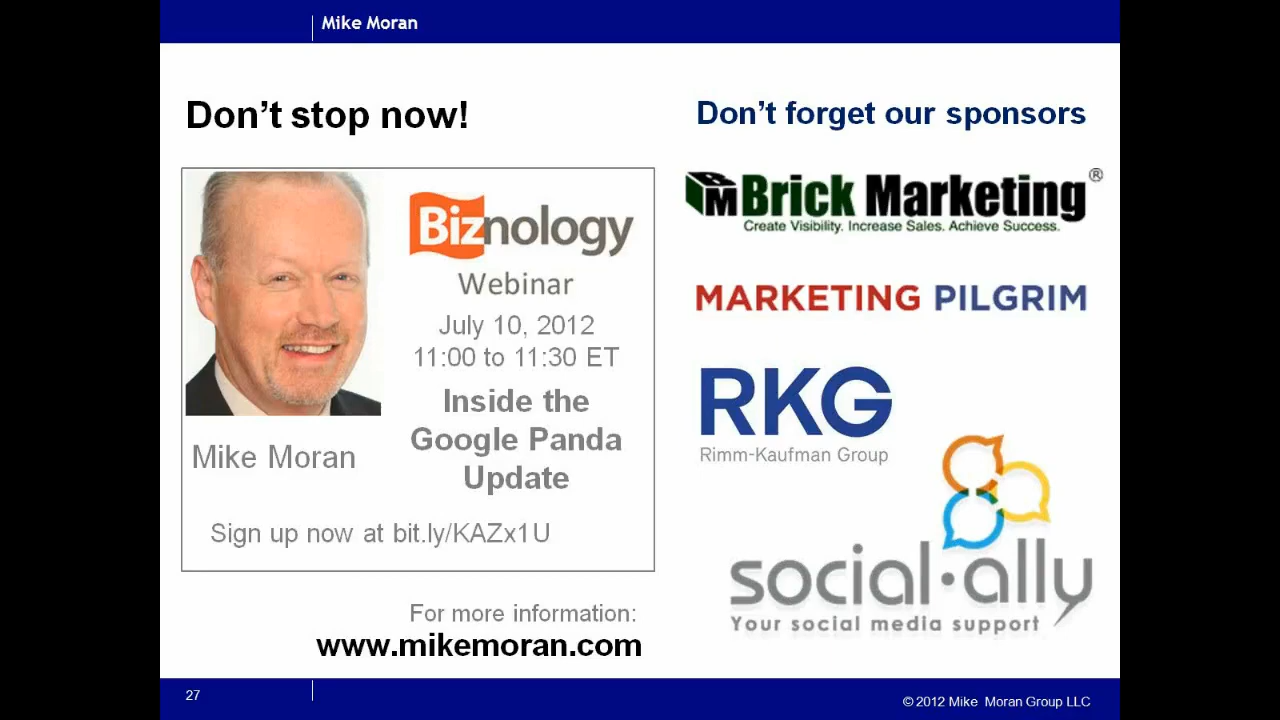 Mike Moran
Don't stop now!
Biznology
Webinar
July 10, 2012
11:00 to 11:30 ET
Inside the
Google Panda
Update
Mike Moran
Sign up now at bit.ly/KAZx1U
For more information:
www.mikemoran.com
Don't forget our sponsors
BM Brick Marketing ®
Create Visibility. Increase Sales. Achieve Success.
MARKETING PILGRIM
RKG
Rimm-Kaufman Group
social·ally
Your social media support
27
© 2012 Mike Moran Group LLC